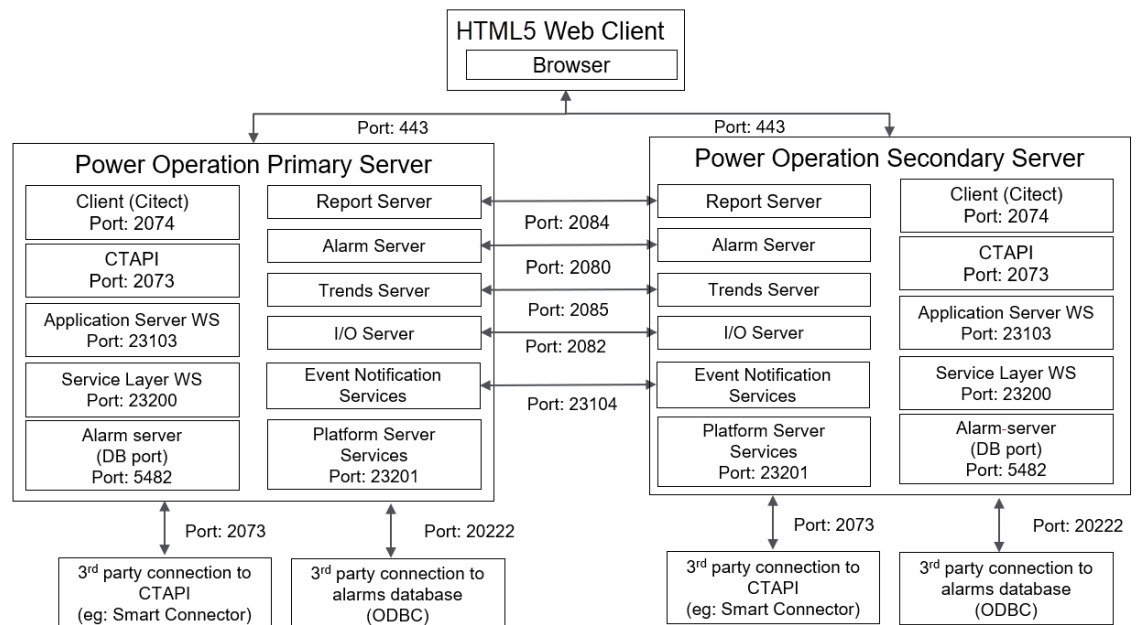 HTML5 Web Client
Browser
Port: 443
Port: 443
Power Operation Primary Server
Client (Citect)
Port: 2074
CTAPI
Port: 2073
Application Server WS
Port: 23103
Service Layer WS
Port: 23200
Alarm server
(DB port)
Port: 5482
Report Server
Alarm Server
Trends Server
I/O Server
Event Notification
Services
Platform Server
Services
Port: 23201
Port: 2084
Port: 2080
Port: 2085
Port: 2082
Port: 23104
Power Operation Secondary Server
Report Server
Alarm Server
Trends Server
I/O Server
Event Notification
Services
Platform Server
Services
Port: 23201
Client (Citect)
Port: 2074
CTAPI
Port: 2073
Application Server WS
Port: 23103
Service Layer WS
Port: 23200
Alarm-server
(DB port)
Port: 5482
Port: 2073
Port: 20222
Port: 2073
Port: 20222
3rd party connection to
CTAPI
(eg: Smart Connector)
3rd party connection to
alarms database
(ODBC)
3rd party connection to
CTAPI
(eg: Smart Connector)
3rd party connection to
alarms database
(ODBC)